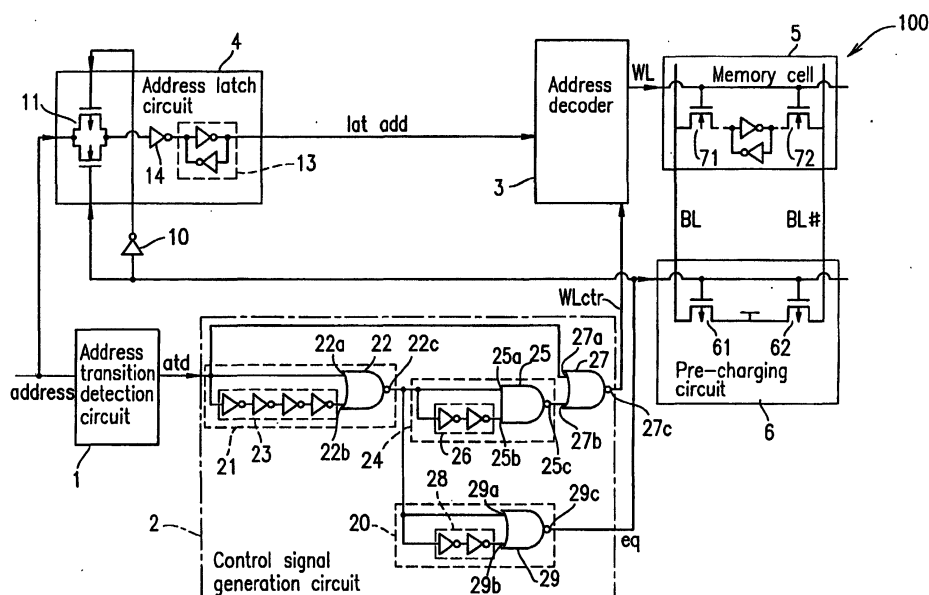 100
4
5
Address latch
circuit
11
14
13
lat add
Address
decoder
3
WL
Memory cell
71
72
BL
BL#
10
WLctr
61
62
Pre-charging
circuit
6
address
Address
transition
detection
circuit
1
atd
22a
22
22c
22b
21
23
24
25a
25
25b
25c
26
27a
27
27b
27c
28
29a
29c
20
29b
29
eq
2
Control signal
generation circuit